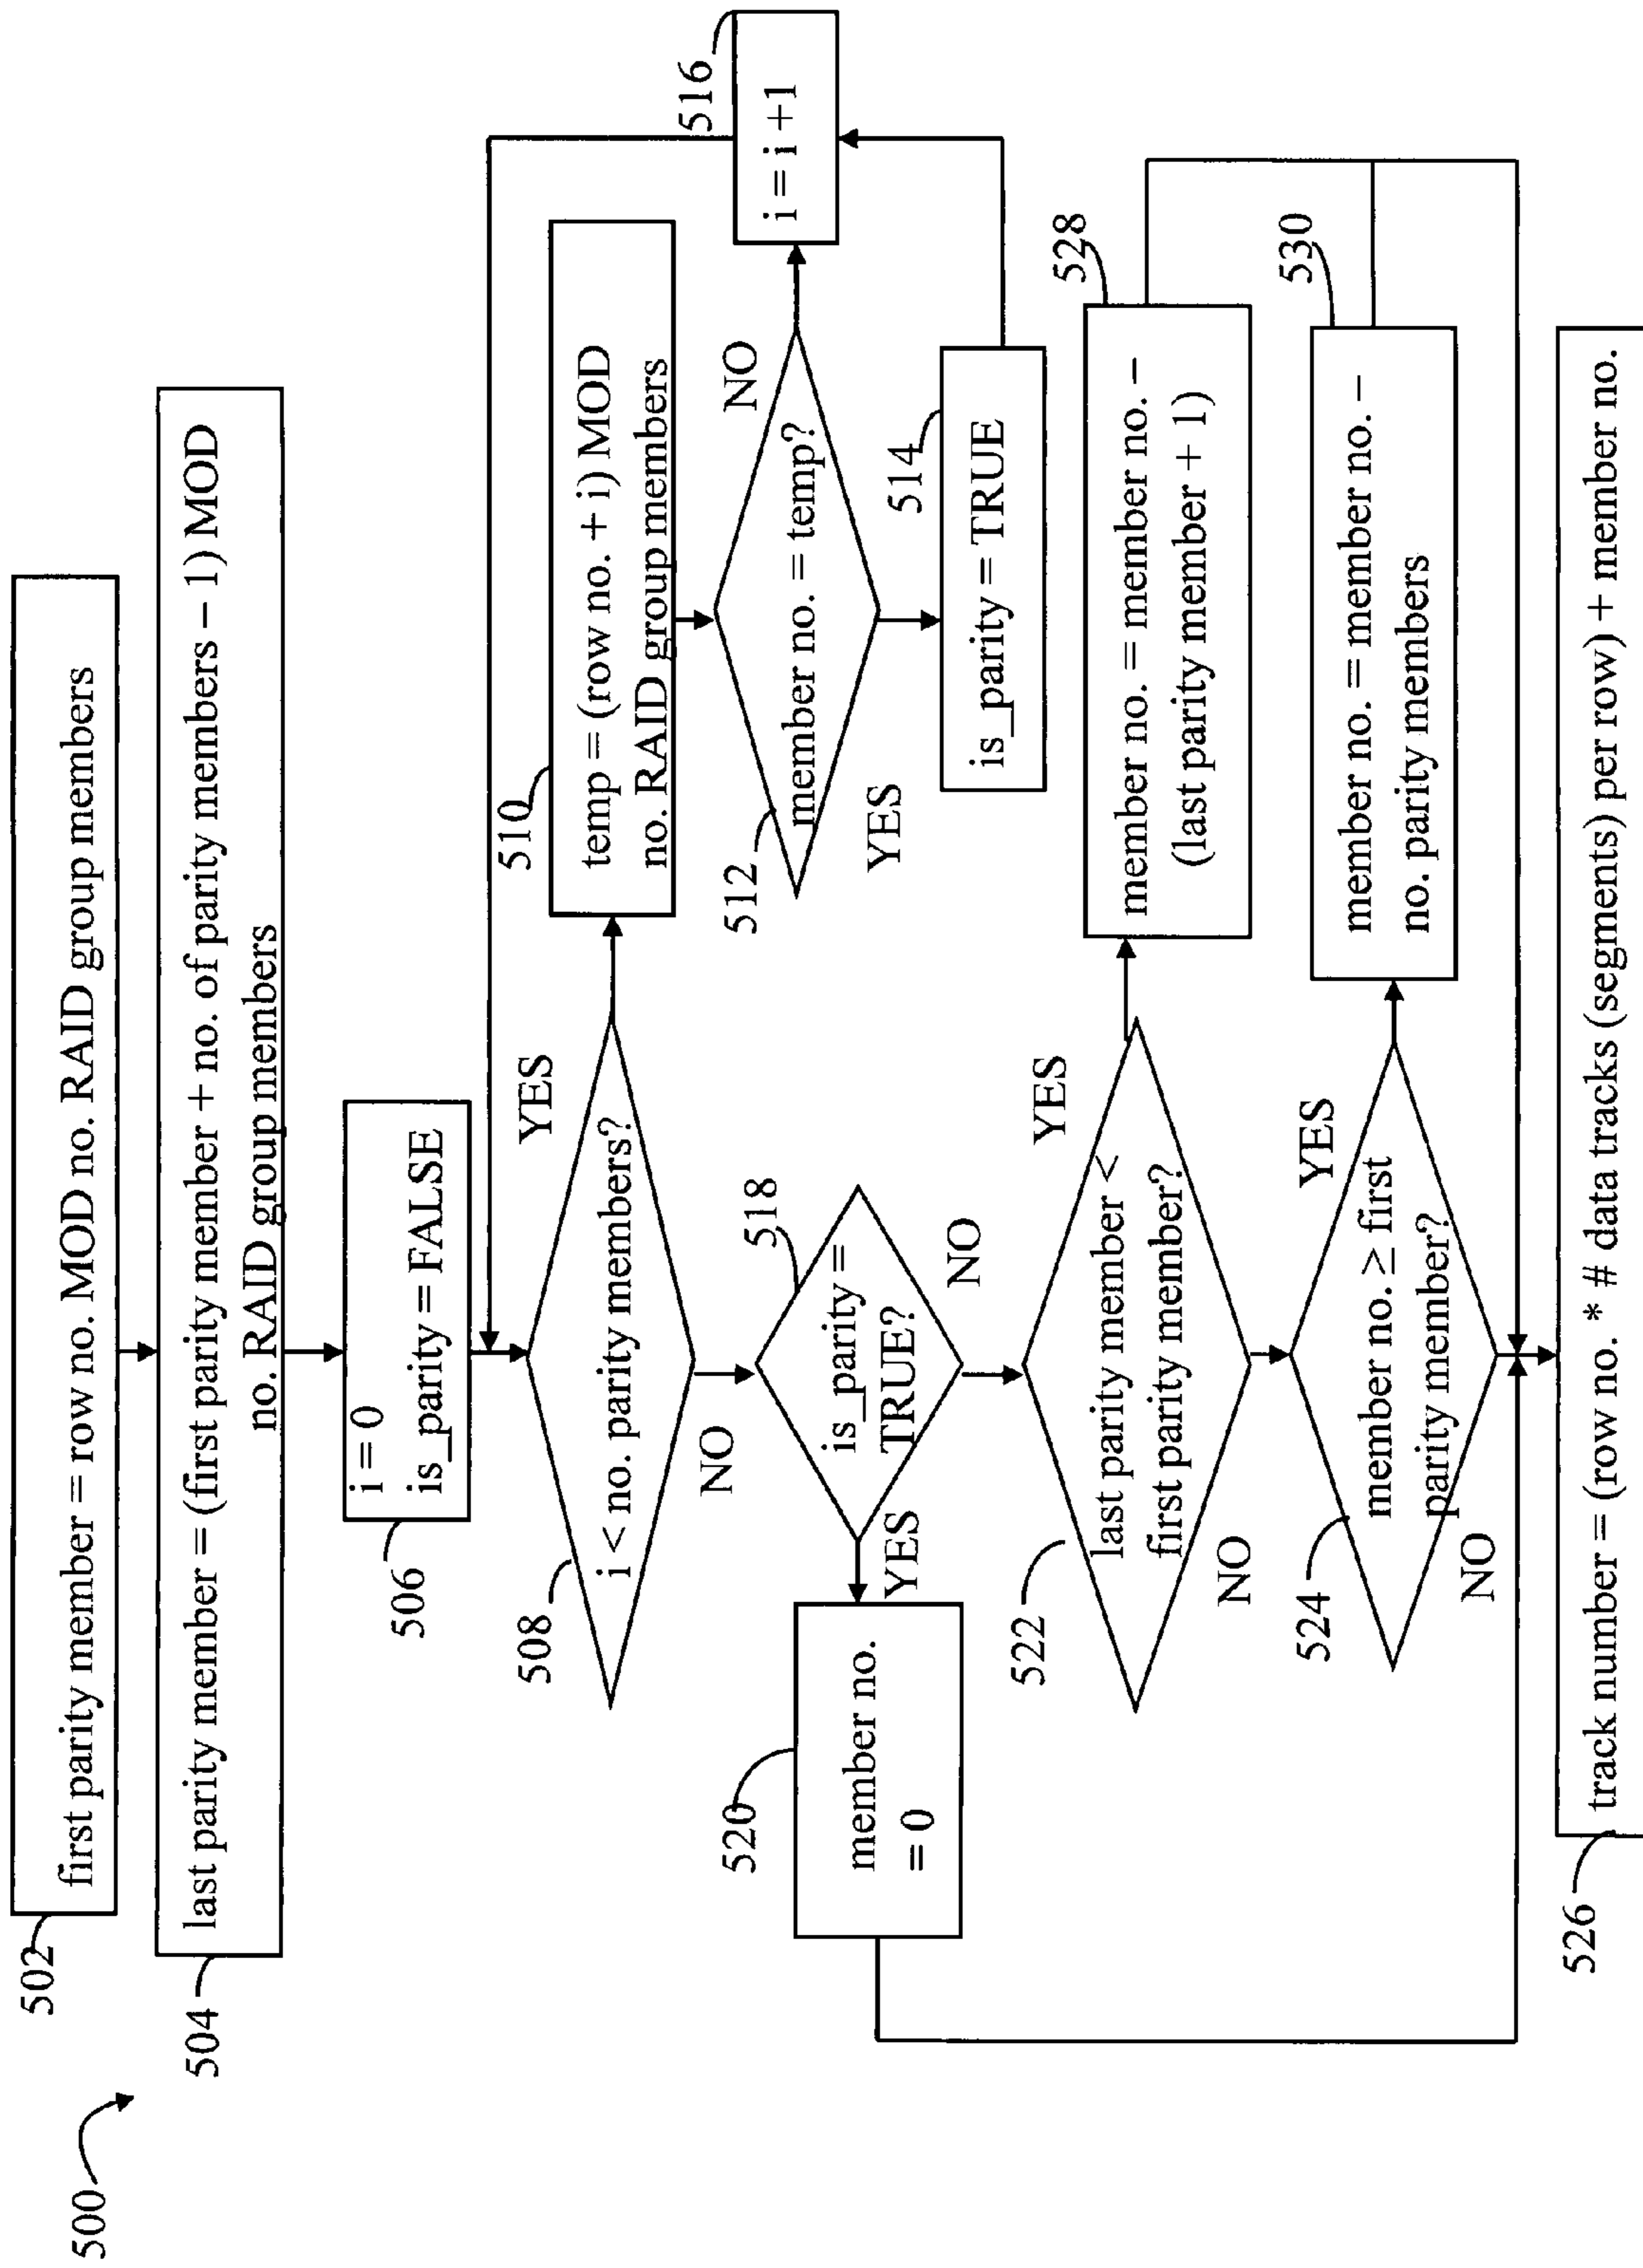 500
502
first parity member = row no. MOD no. RAID group members
504
last parity member = (first parity member + no. of parity members – 1) MOD
no. RAID group members
506
i = 0
is_parity = FALSE
508
i < no. parity members?
YES
NO
510
temp = (row no. + i) MOD
no. RAID group members
512
member no. = temp?
NO
YES
514
is_parity = TRUE
516
i = i +1
518
is_parity =
TRUE?
YES
NO
520
member no.
= 0
522
last parity member <
first parity member?
YES
NO
528
member no. = member no. –
(last parity member + 1)
524
member no. ≥ first
parity member?
YES
NO
530
member no. = member no. –
no. parity members
526
track number = (row no. * # data tracks (segments) per row) + member no.